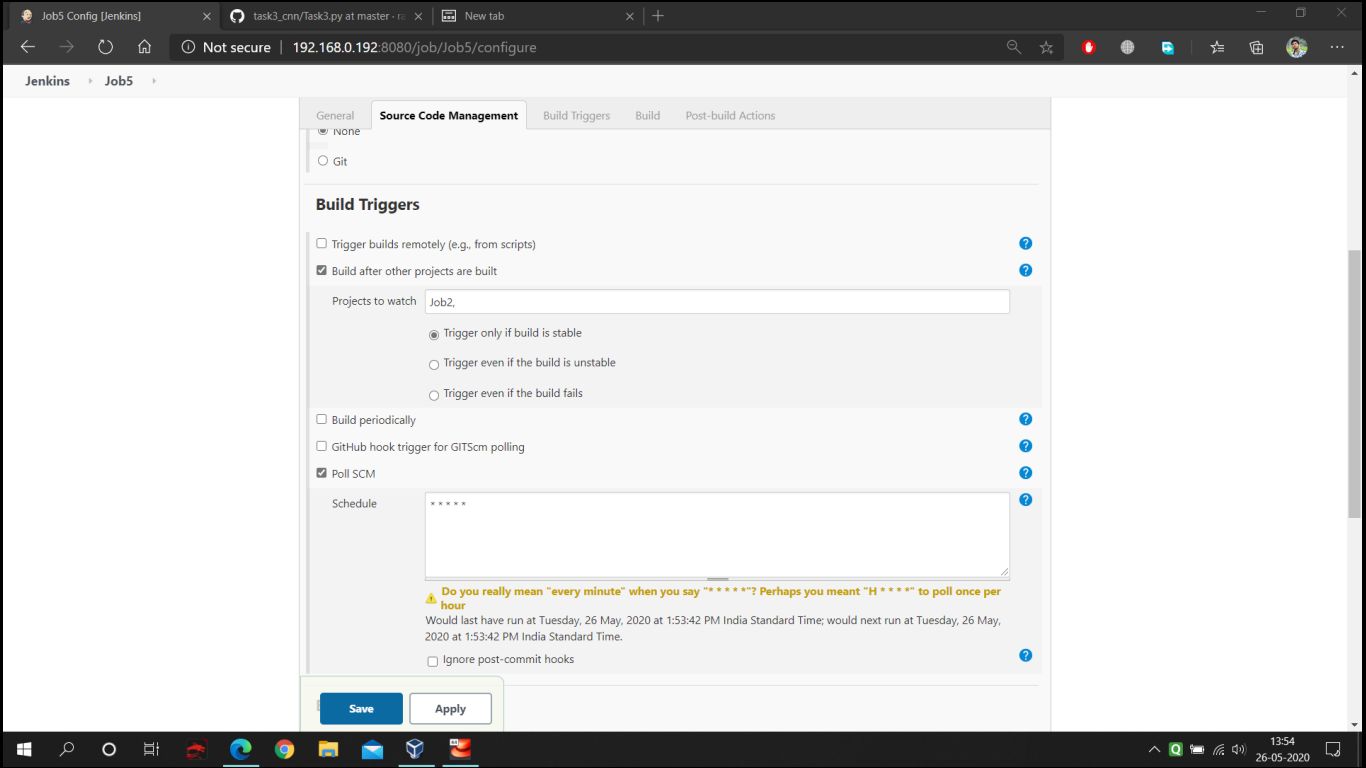 Job5 Config [Jenkins]
task3_cnn/Task3.py at master · ra
New tab
Not secure
192.168.0.192:8080/job/Job5/configure
Jenkins
Job5
General
Source Code Management
Build Triggers
Build
Post-build Actions
None
Git
Build Triggers
Trigger builds remotely (e.g., from scripts)
Build after other projects are built
Projects to watch
Job2,
Trigger only if build is stable
Trigger even if the build is unstable
Trigger even if the build fails
Build periodically
GitHub hook trigger for GITScm polling
Poll SCM
Schedule
* * * * *
Do you really mean "every minute" when you say "* * * * *"? Perhaps you meant "H * * * *" to poll once per
hour
Would last have run at Tuesday, 26 May, 2020 at 1:53:42 PM India Standard Time; would next run at Tuesday, 26 May,
2020 at 1:53:42 PM India Standard Time.
Ignore post-commit hooks
Save
Apply
13:54
26-05-2020